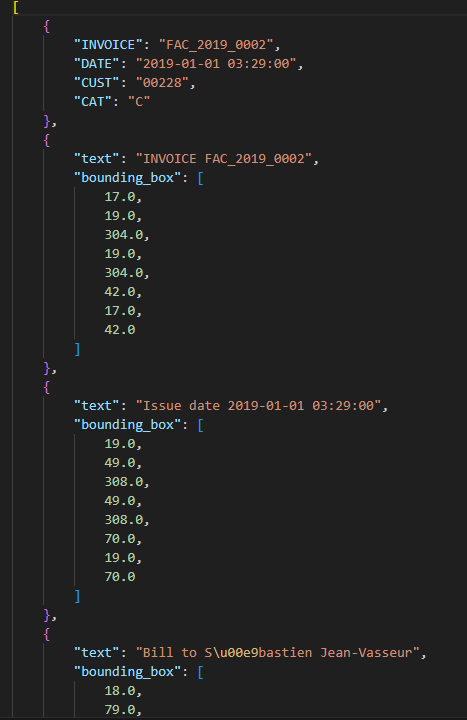 [
    {
        "INVOICE": "FAC_2019_0002",
        "DATE": "2019-01-01 03:29:00",
        "CUST": "00228",
        "CAT": "C"
    },
    {
        "text": "INVOICE FAC_2019_0002",
        "bounding_box": [
            17.0,
            19.0,
            304.0,
            19.0,
            304.0,
            42.0,
            17.0,
            42.0
        ]
    },
    {
        "text": "Issue date 2019-01-01 03:29:00",
        "bounding_box": [
            19.0,
            49.0,
            308.0,
            49.0,
            308.0,
            70.0,
            19.0,
            70.0
        ]
    },
    {
        "text": "Bill to S\u00e9bastien Jean-Vasseur",
        "bounding_box": [
            18.0,
            79.0,